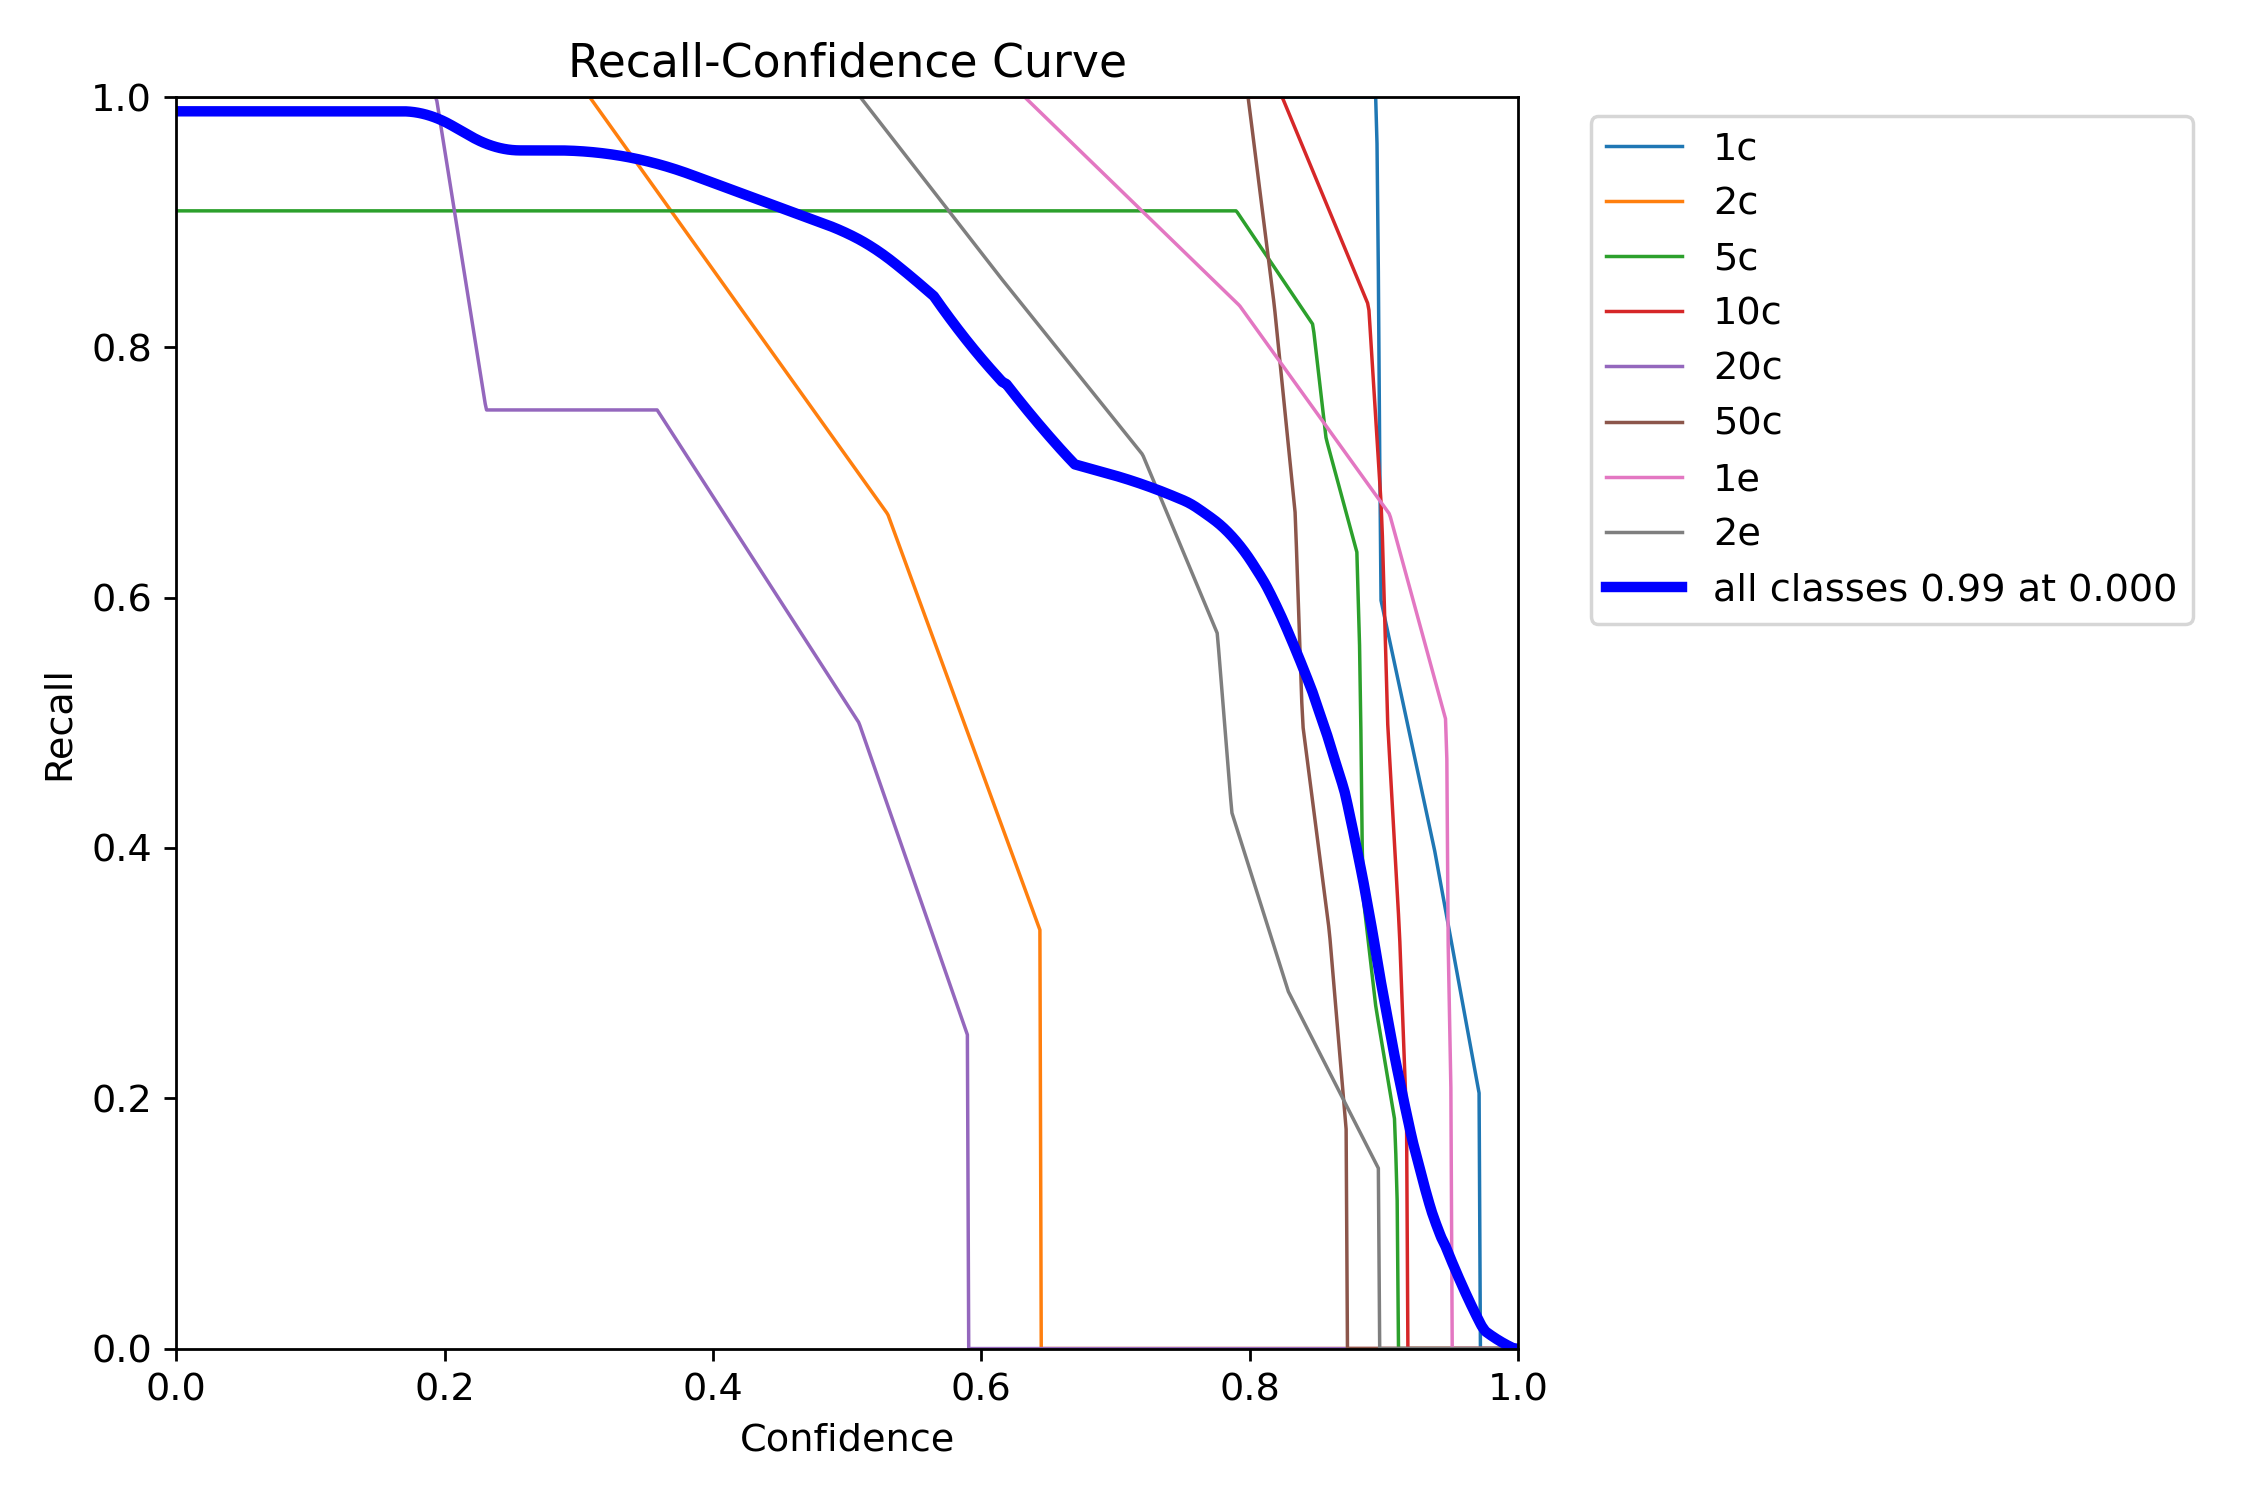 Recall-Confidence Curve
1.0
0.8
0.6
0.4
0.2
0.0
Recall
0.0 0.2 0.4 0.6 0.8 1.0
Confidence
1c
2c
5c
10c
20c
50c
1e
2e
all classes 0.99 at 0.000